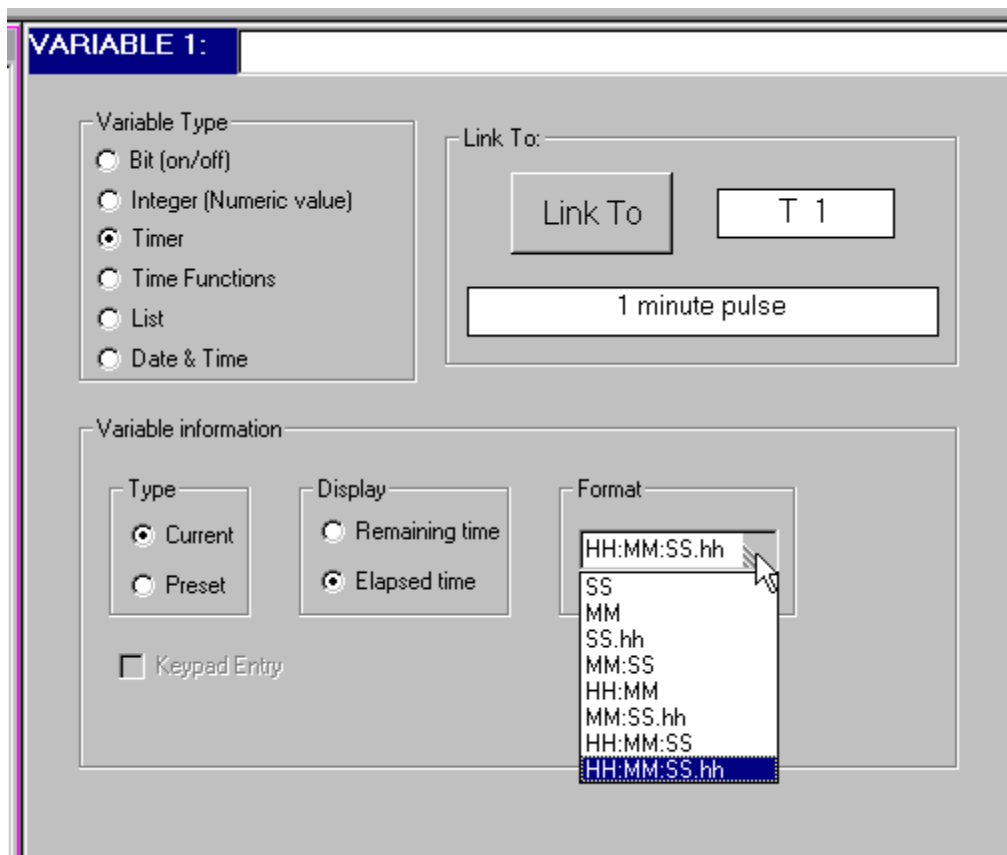 VARIABLE 1:
Variable Type
Bit (on/off)
Integer (Numeric value)
Timer
Time Functions
List
Date & Time
Link To:
Link To
T 1
1 minute pulse
Variable information
Type
Current
Preset
Display
Remaining time
Elapsed time
Format
HH:MM:SS.hh
SS
MM
SS.hh
MM:SS
HH:MM
MM:SS.hh
HH:MM:SS
HH:MM:SS.hh
Keypad Entry